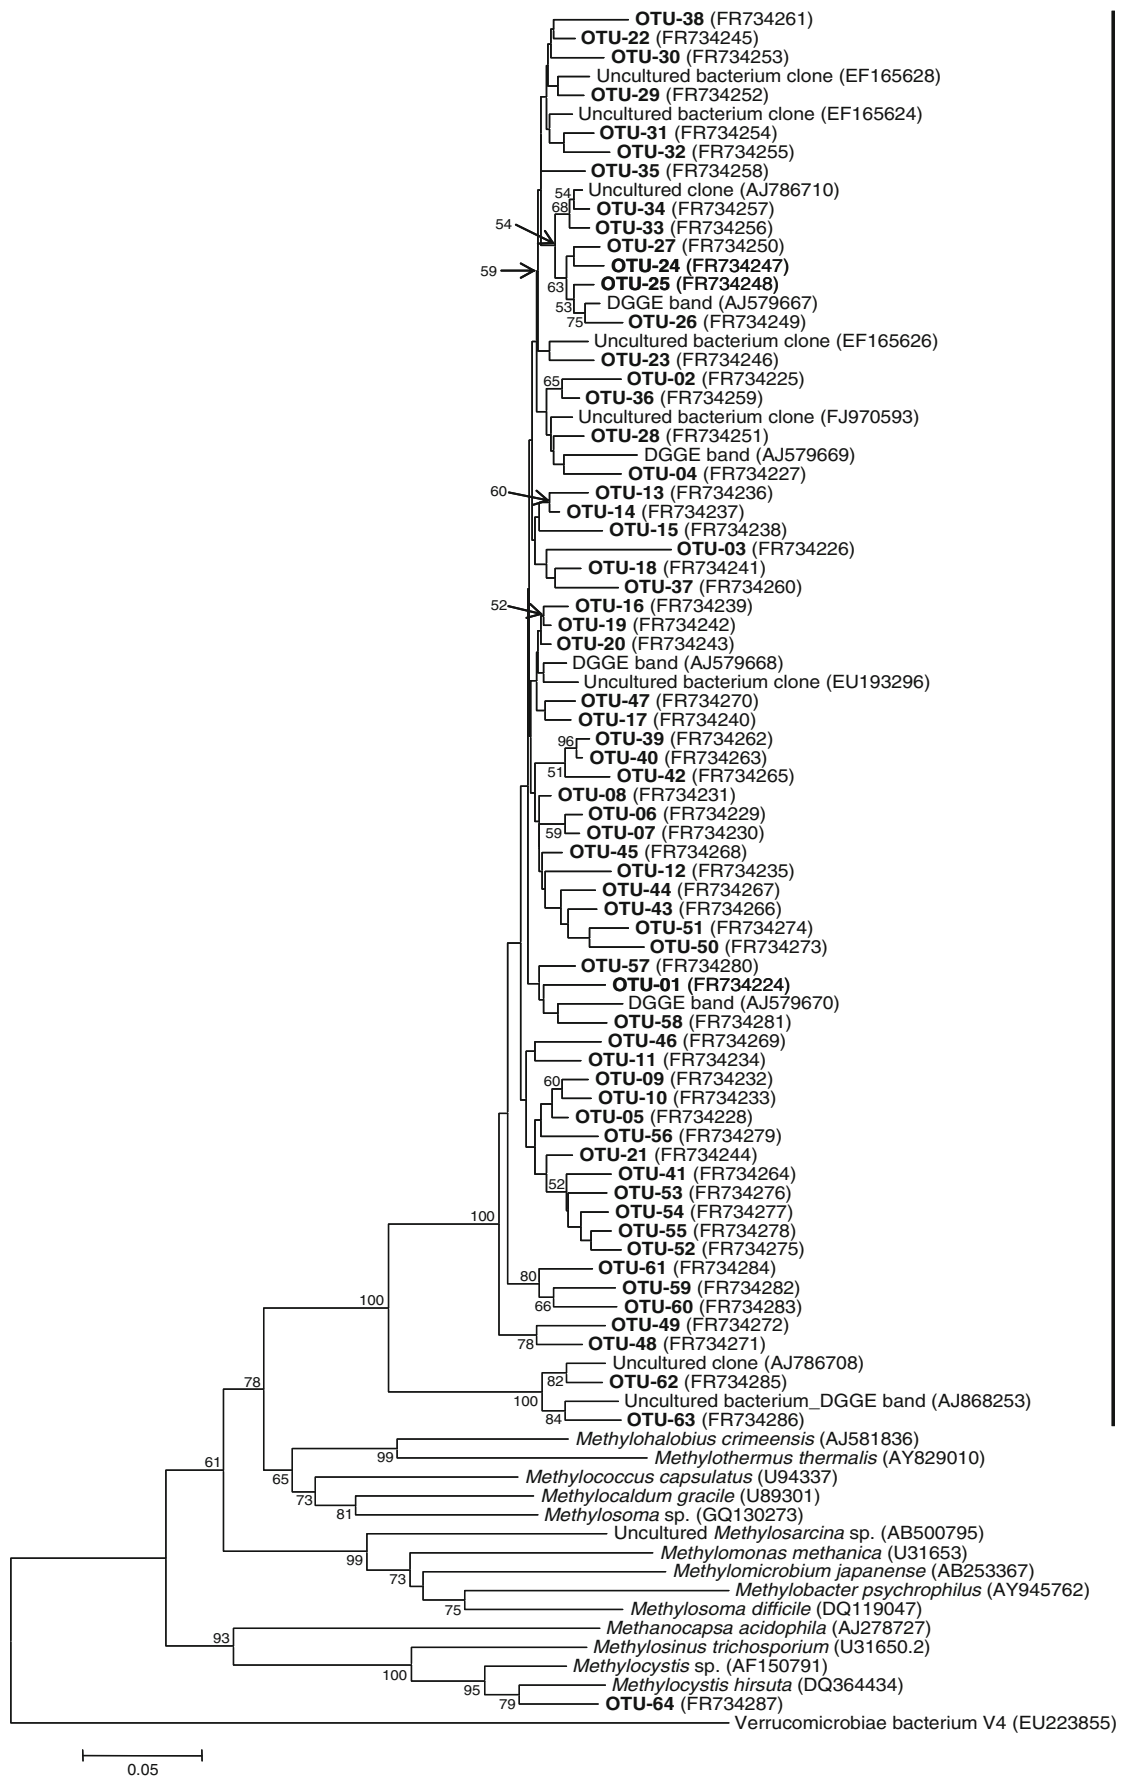 OTU-38 (FR734261)
OTU-22 (FR734245)
OTU-30 (FR734253)
Uncultured bacterium clone (EF165628)
OTU-29 (FR734252)
Uncultured bacterium clone (EF165624)
OTU-31 (FR734254)
OTU-32 (FR734255)
OTU-35 (FR734258)
54 Uncultured clone (AJ786710)
68 OTU-34 (FR734257)
54 OTU-33 (FR734256)
OTU-27 (FR734250)
59 OTU-24 (FR734247)
63 OTU-25 (FR734248)
53 DGGE band (AJ579667)
75 OTU-26 (FR734249)
Uncultured bacterium clone (EF165626)
OTU-23 (FR734246)
65 OTU-02 (FR734225)
OTU-36 (FR734259)
Uncultured bacterium clone (FJ970593)
OTU-28 (FR734251)
DGGE band (AJ579669)
OTU-04 (FR734227)
60 OTU-13 (FR734236)
OTU-14 (FR734237)
OTU-15 (FR734238)
OTU-03 (FR734226)
OTU-18 (FR734241)
OTU-37 (FR734260)
52 OTU-16 (FR734239)
OTU-19 (FR734242)
OTU-20 (FR734243)
DGGE band (AJ579668)
Uncultured bacterium clone (EU193296)
OTU-47 (FR734270)
OTU-17 (FR734240)
96 OTU-39 (FR734262)
OTU-40 (FR734263)
51 OTU-42 (FR734265)
OTU-08 (FR734231)
OTU-06 (FR734229)
59 OTU-07 (FR734230)
OTU-45 (FR734268)
OTU-12 (FR734235)
OTU-44 (FR734267)
OTU-43 (FR734266)
OTU-51 (FR734274)
OTU-50 (FR734273)
OTU-57 (FR734280)
OTU-01 (FR734224)
DGGE band (AJ579670)
OTU-58 (FR734281)
OTU-46 (FR734269)
OTU-11 (FR734234)
60 OTU-09 (FR734232)
OTU-10 (FR734233)
OTU-05 (FR734228)
OTU-56 (FR734279)
OTU-21 (FR734244)
OTU-41 (FR734264)
52 OTU-53 (FR734276)
100 OTU-54 (FR734277)
OTU-55 (FR734278)
OTU-52 (FR734275)
80 OTU-61 (FR734284)
OTU-59 (FR734282)
100 66 OTU-60 (FR734283)
OTU-49 (FR734272)
78 OTU-48 (FR734271)
Uncultured clone (AJ786708)
78 82 OTU-62 (FR734285)
100 Uncultured bacterium_DGGE band (AJ868253)
84 OTU-63 (FR734286)
Methylohalobius crimeensis (AJ581836)
61 99 Methylothermus thermalis (AY829010)
65 Methylococcus capsulatus (U94337)
73 Methylocaldum gracile (U89301)
81 Methylosoma sp. (GQ130273)
Uncultured Methylosarcina sp. (AB500795)
99 Methylomonas methanica (U31653)
73 Methylomicrobium japanense (AB253367)
Methylobacter psychrophilus (AY945762)
75 Methylosoma difficile (DQ119047)
Methanocapsa acidophila (AJ278727)
93 Methylosinus trichosporium (U31650.2)
100 Methylocystis sp. (AF150791)
95 Methylocystis hirsuta (DQ364434)
79 OTU-64 (FR734287)
Verrucomicrobiae bacterium V4 (EU223855)
0.05